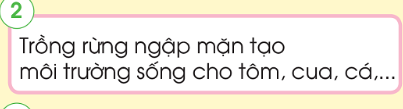 2
Trồng rừng ngập mặn tạo
môi trường sống cho tôm, cua, cá,...